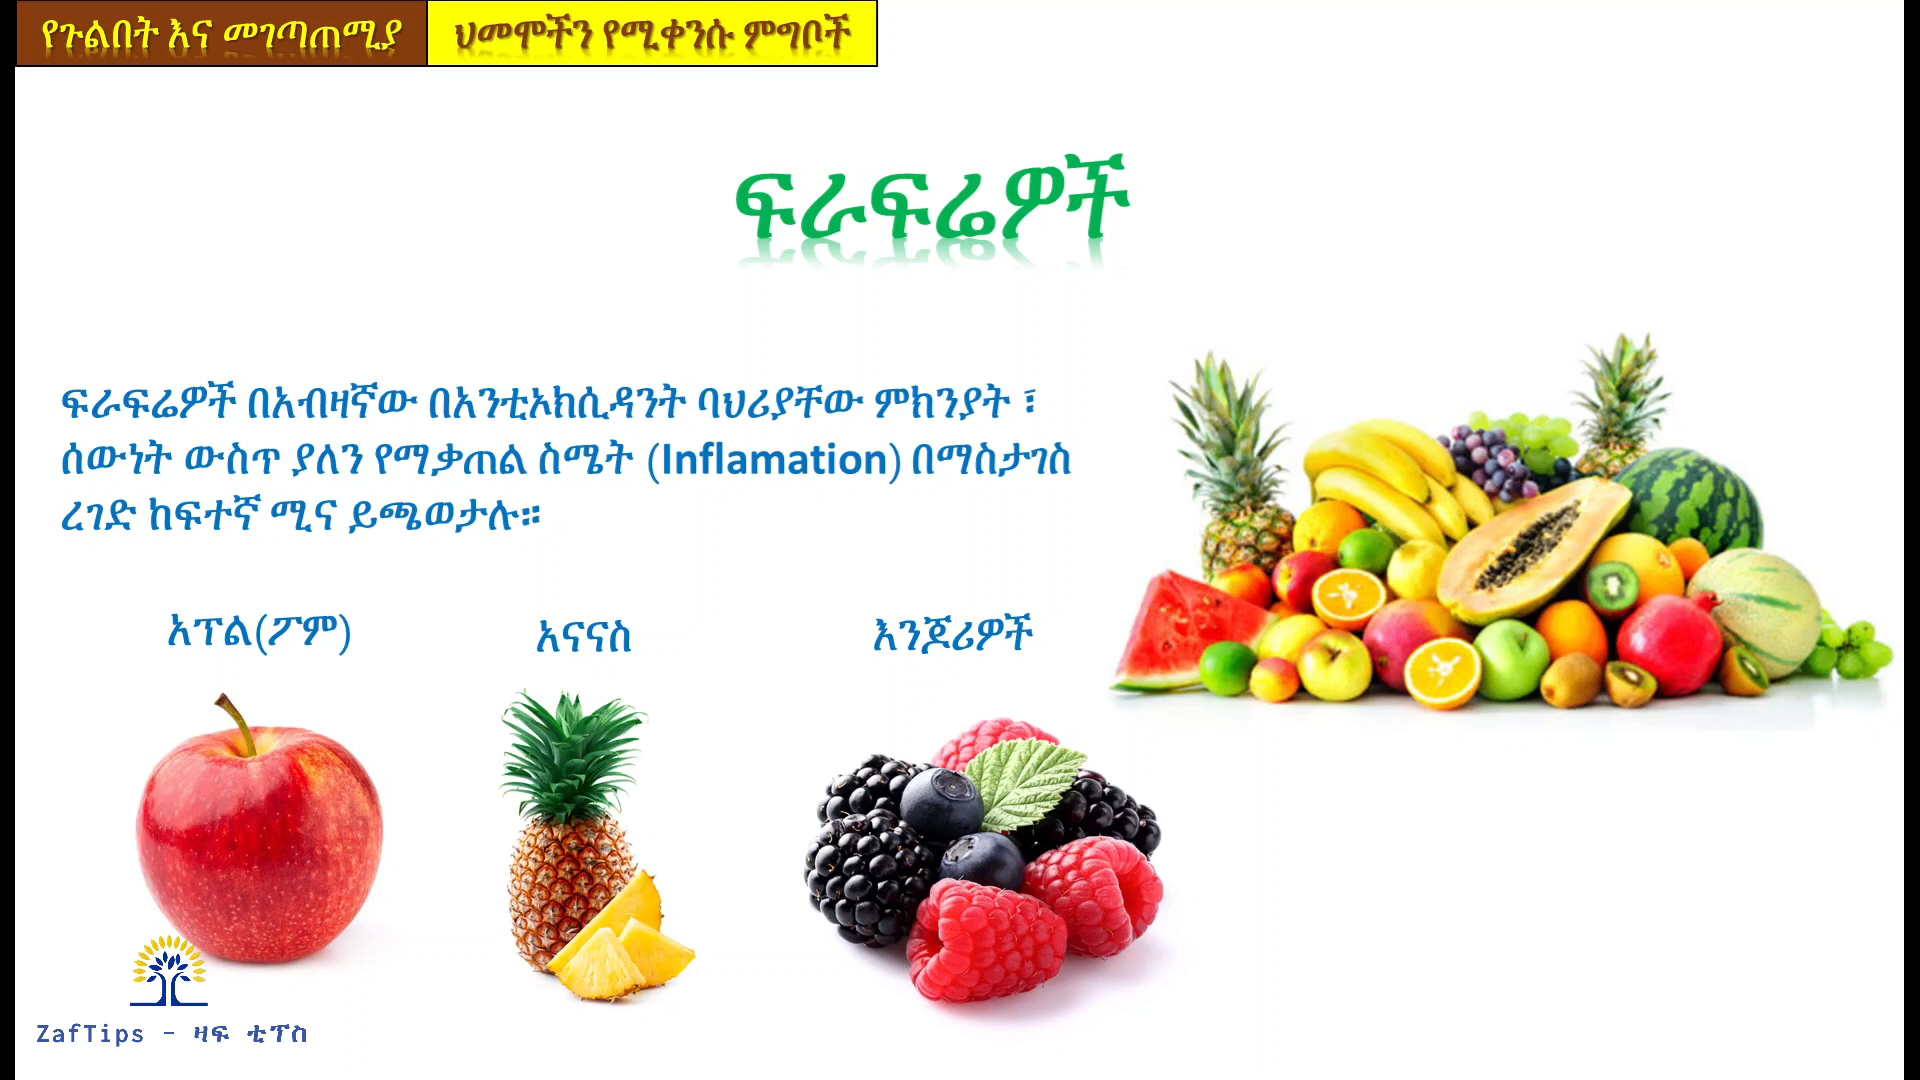 የጉልበት እና መገጣጠሚያ
ህመሞችን የሚቀንሱ ምግቦች
ፍራፍሬዎች
ፍራፍሬዎች በአብዛኛው በአንቲኦክሲዳንት ባህሪያቸው ምክንያት ፣
ሰውነት ውስጥ ያለን የማቃጠል ስሜት (Inflamation) በማስታገስ
ረገድ ከፍተኛ ሚና ይጫወታሉ።
አፕል(ፖም)
አናናስ
እንጆሪዎች
ZafTips - ዛፍ ቲፕስ